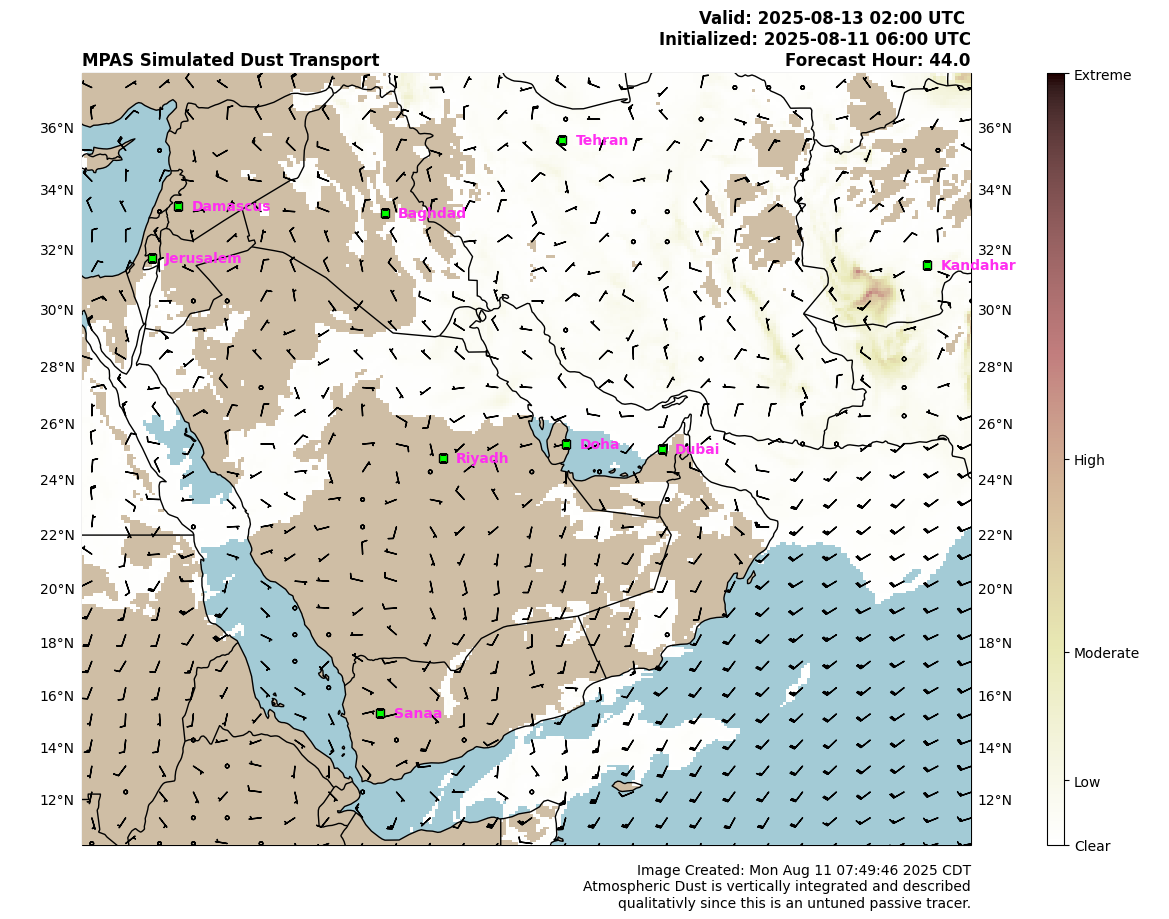 Valid: 2025-08-13 02:00 UTC
Initialized: 2025-08-11 06:00 UTC
MPAS Simulated Dust Transport Forecast Hour: 44.0
Extreme
36°N Tehran 36°N
34°N Damascus Baghdad 34°N
32°N Jerusalem Kandahar 32°N
30°N 30°N
28°N 28°N
26°N Doha Dubai 26°N
High
24°N Riyadh 24°N
22°N 22°N
20°N 20°N
18°N 18°N
Moderate
16°N Sanaa 16°N
14°N 14°N
Low
12°N 12°N
Clear
Image Created: Mon Aug 11 07:49:46 2025 CDT
Atmospheric Dust is vertically integrated and described
qualitativly since this is an untuned passive tracer.